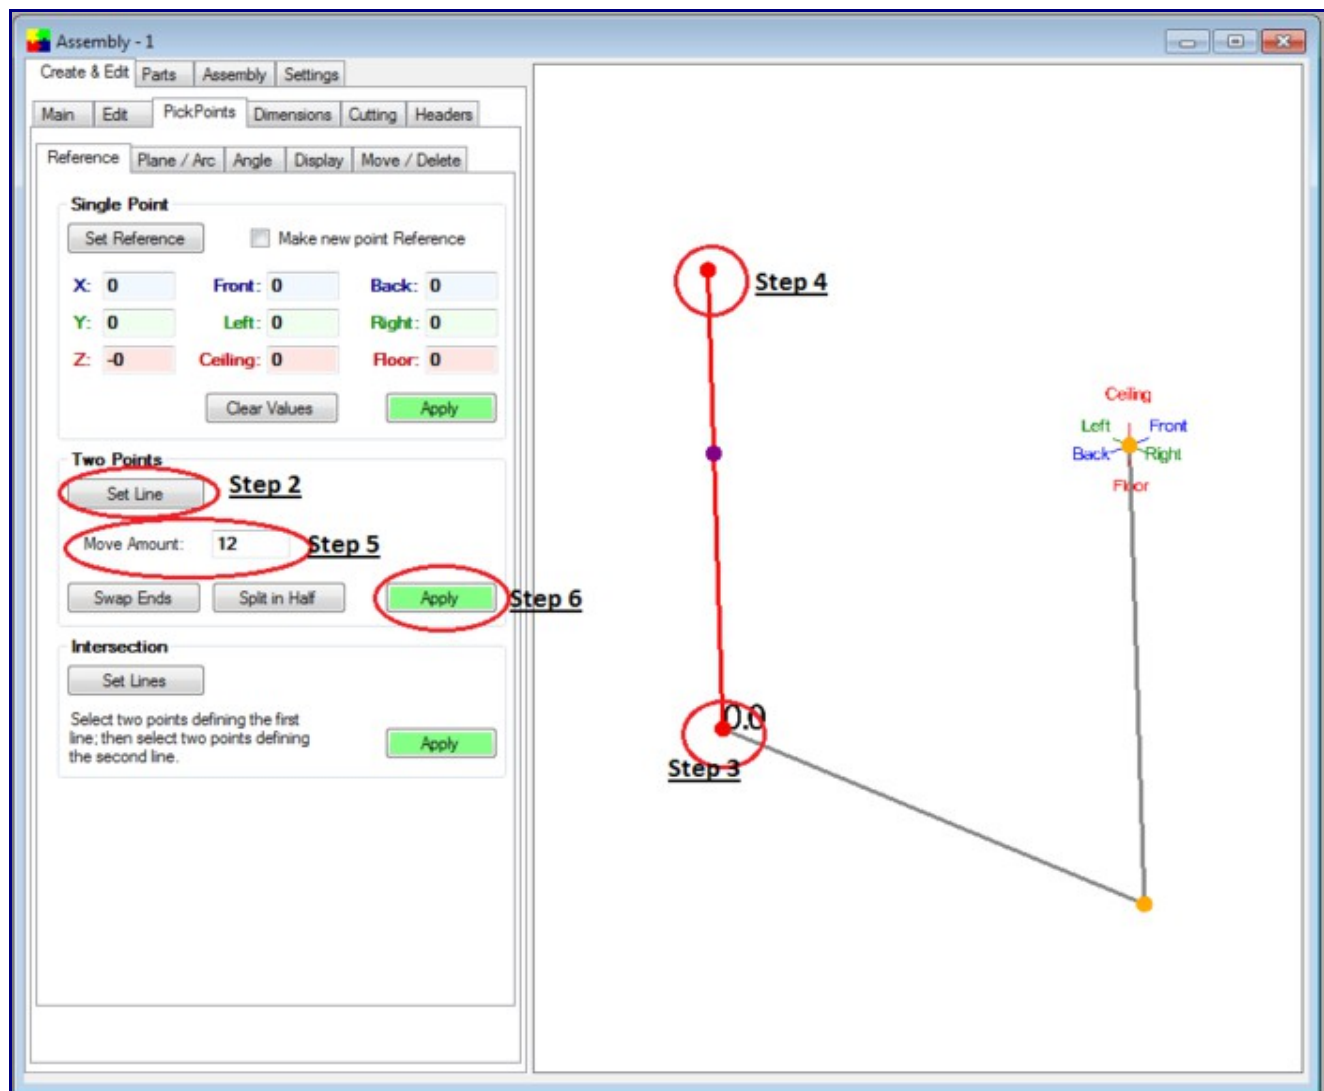 Assembly - 1
Create & Edit Parts Assembly Settings
Main Edit PickPoints Dimensions Cutting Headers
Reference Plane / Arc Angle Display Move / Delete
Single Point
Set Reference Make new point Reference
X: 0 Front: 0 Back: 0
Y: 0 Left: 0 Right: 0
Z: -0 Ceiling: 0 Floor: 0
Clear Values Apply
Two Points
Set Line Step 2
Move Amount: 12 Step 5
Swap Ends Split in Half Apply Step 6
Intersection
Set Lines
Select two points defining the first
line; then select two points defining
the second line.
Apply
Step 4
Ceiling
Left Front
Back Right
Floor
0.0
Step 3